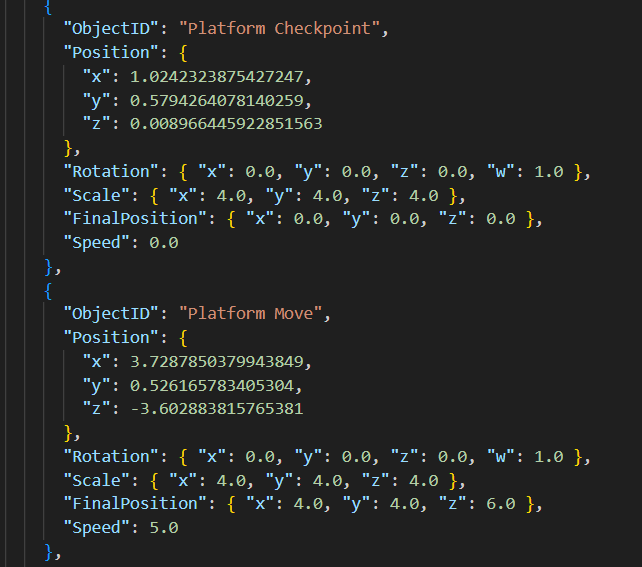 {
"ObjectID": "Platform Checkpoint",
"Position": {
"x": 1.0242323875427247,
"y": 0.5794264078140259,
"z": 0.008966445922851563
},
"Rotation": { "x": 0.0, "y": 0.0, "z": 0.0, "w": 1.0 },
"Scale": { "x": 4.0, "y": 4.0, "z": 4.0 },
"FinalPosition": { "x": 0.0, "y": 0.0, "z": 0.0 },
"Speed": 0.0
},
{
"ObjectID": "Platform Move",
"Position": {
"x": 3.7287850379943849,
"y": 0.526165783405304,
"z": -3.602883815765381
},
"Rotation": { "x": 0.0, "y": 0.0, "z": 0.0, "w": 1.0 },
"Scale": { "x": 4.0, "y": 4.0, "z": 4.0 },
"FinalPosition": { "x": 4.0, "y": 4.0, "z": 6.0 },
"Speed": 5.0
},